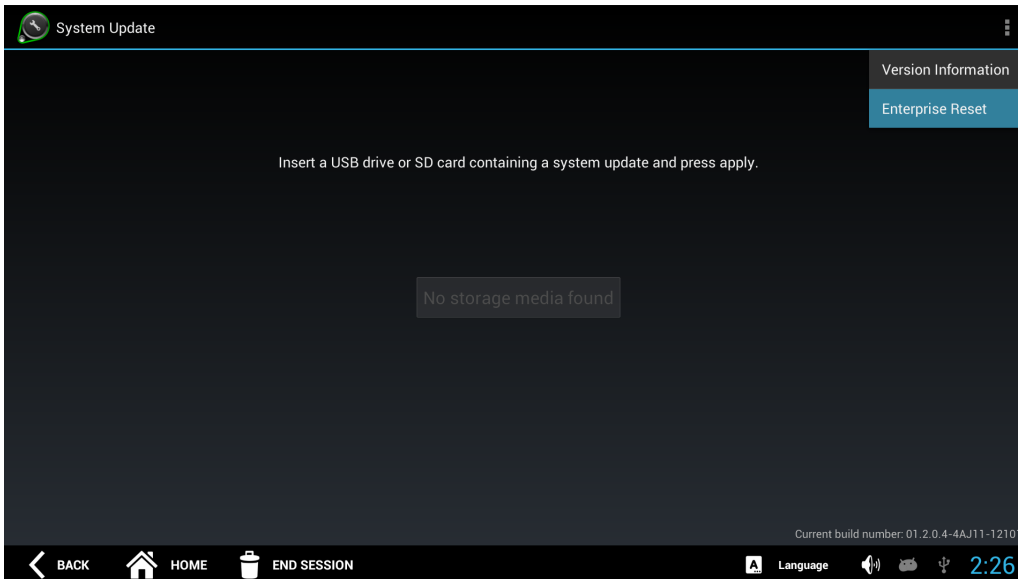 System Update
Version Information
Enterprise Reset
Insert a USB drive or SD card containing a system update and press apply.
No storage media found
Current build number: 01.2.0.4-4AJ11-1210
BACK HOME END SESSION A Language 2:26